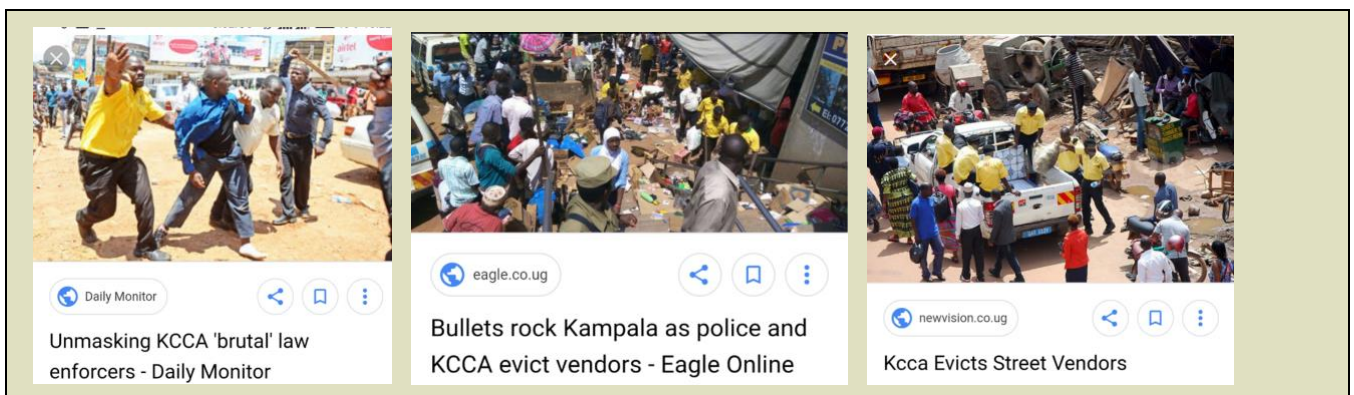 airtel
Daily Monitor
Unmasking KCCA 'brutal' law
enforcers - Daily Monitor
eagle.co.ug
Bullets rock Kampala as police and
KCCA evict vendors - Eagle Online
newvision.co.ug
Kcca Evicts Street Vendors